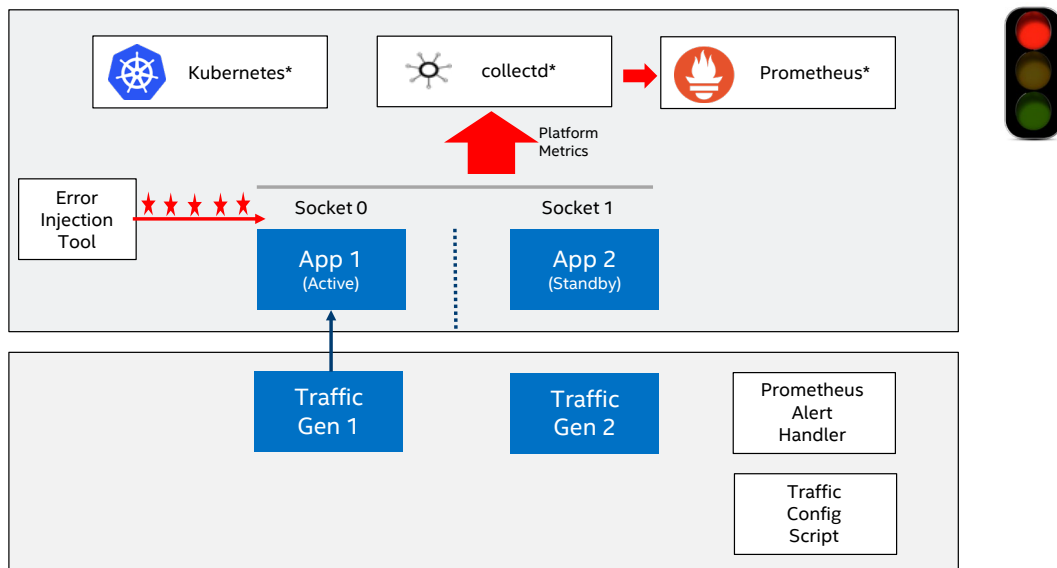 Kubernetes*
collectd*
Prometheus*
Platform
Metrics
Error
Injection
Tool
Socket 0
Socket 1
App 1
(Active)
App 2
(Standby)
Traffic
Gen 1
Traffic
Gen 2
Prometheus
Alert
Handler
Traffic
Config
Script